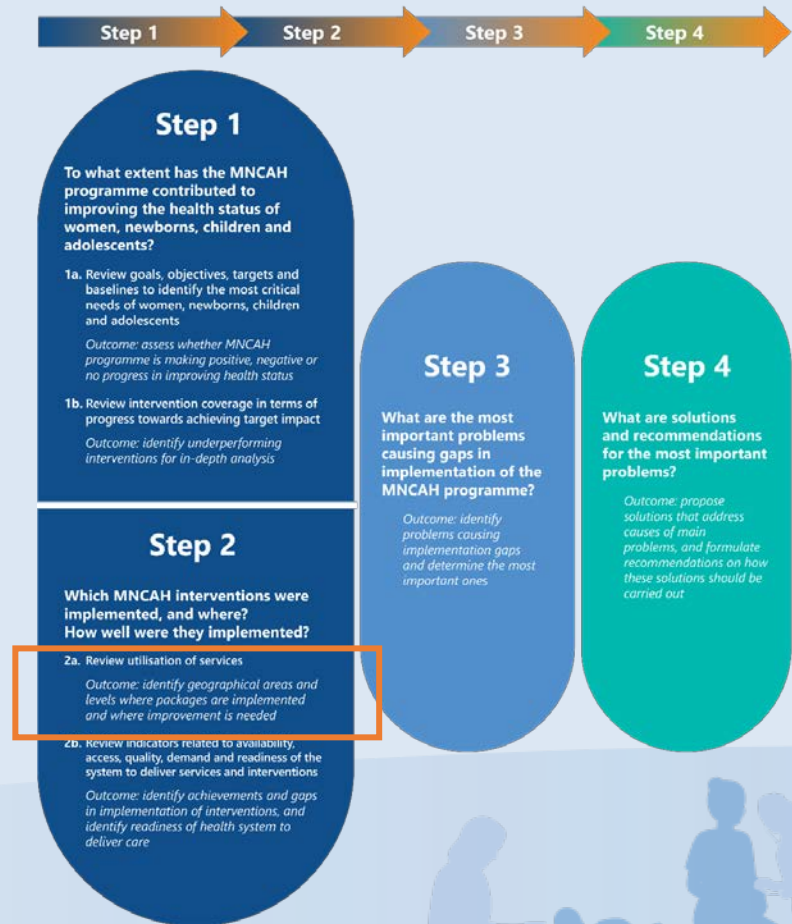 Step 1
Step 2
Step 3
Step 4
Step 1
To what extent has the MNCAH
programme contributed to
improving the health status of
women, newborns, children and
adolescents?
1a. Review goals, objectives, targets and
baselines to identify the most critical
needs of women, newborns, children
and adolescents
Outcome: assess whether MNCAH
programme is making positive, negative or
no progress in improving health status
1b. Review intervention coverage in terms of
progress towards achieving target impact
Outcome: identify underperforming
interventions for in-depth analysis
Step 2
Which MNCAH interventions were
implemented, and where?
How well were they implemented?
2a. Review utilisation of services
Outcome: identify geographical areas and
levels where packages are implemented
and where improvement is needed
2b. Review indicators related to availability,
access, quality, demand and readiness of the
system to deliver services and interventions
Outcome: identify achievements and gaps
in implementation of interventions, and
identify readiness of health system to
deliver care
Step 3
What are the most
important problems
causing gaps in
implementation of the
MNCAH programme?
Outcome: identify
problems causing
implementation gaps
and determine the most
important ones
Step 4
What are solutions
and recommendations
for the most important
problems?
Outcome: propose
solutions that address
causes of main
problems, and formulate
recommendations on how
these solutions should be
carried out